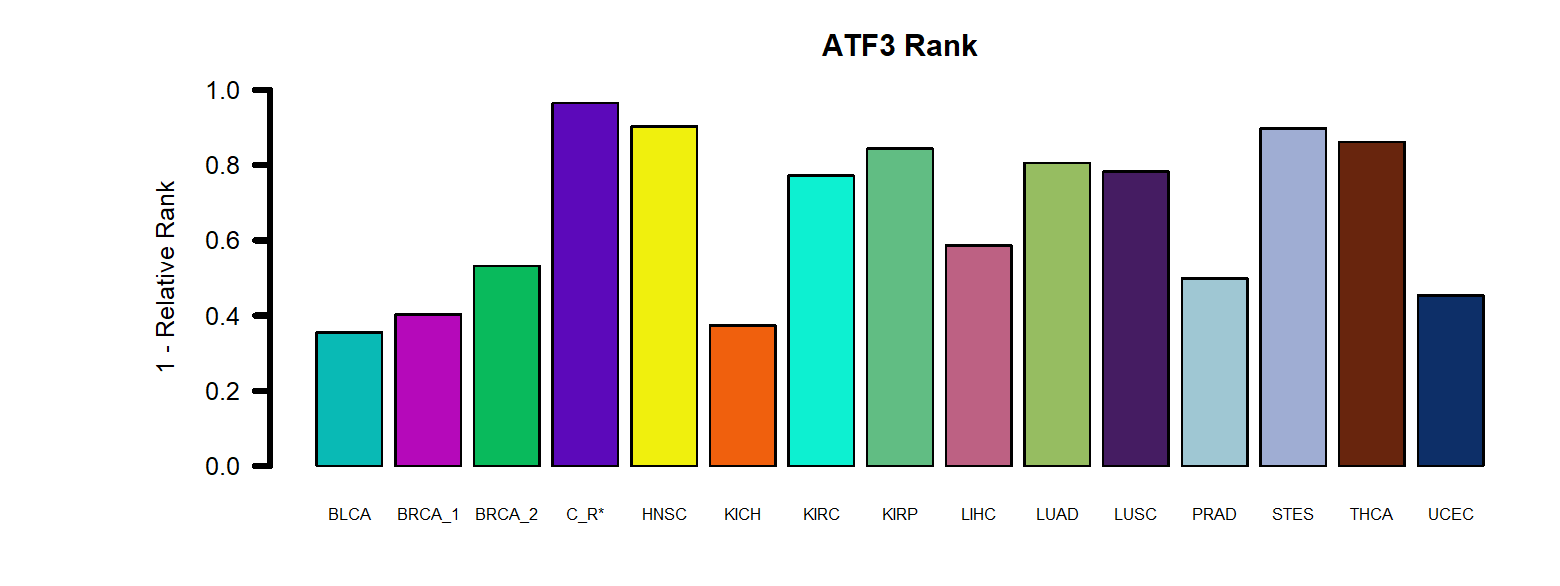 ATF3 Rank
1 - Relative Rank
1.0
0.8
0.6
0.4
0.2
0.0
BLCA BRCA_1 BRCA_2 C_R* HNSC KICH KIRC KIRP LIHC LUAD LUSC PRAD STES THCA UCEC